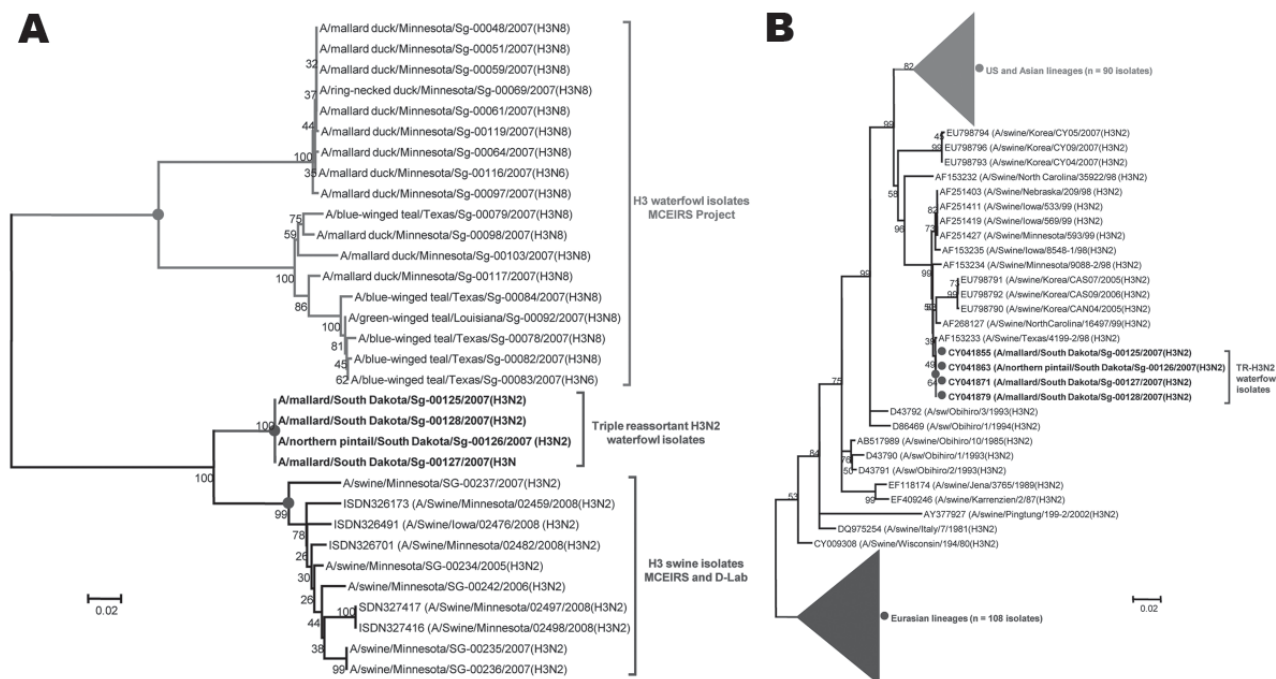 A
A/mallard duck/Minnesota/Sg-00048/2007(H3N8)
A/mallard duck/Minnesota/Sg-00051/2007(H3N8)
32
A/mallard duck/Minnesota/Sg-00059/2007(H3N8)
37
A/ring-necked duck/Minnesota/Sg-00069/2007(H3N8)
A/mallard duck/Minnesota/Sg-00061/2007(H3N8)
44
A/mallard duck/Minnesota/Sg-00119/2007(H3N8)
100
A/mallard duck/Minnesota/Sg-00064/2007(H3N8)
A/mallard duck/Minnesota/Sg-00116/2007(H3N6)
A/mallard duck/Minnesota/Sg-00097/2007(H3N8)
H3 waterfowl isolates
MCEIRS Project
75
A/blue-winged teal/Texas/Sg-00079/2007(H3N8)
59
A/mallard duck/Minnesota/Sg-00098/2007(H3N8)
A/mallard duck/Minnesota/Sg-00103/2007(H3N8)
100
A/mallard duck/Minnesota/Sg-00117/2007(H3N8)
86
A/blue-winged teal/Texas/Sg-00084/2007(H3N8)
100
A/green-winged teal/Louisiana/Sg-00092/2007(H3N8)
81
A/blue-winged teal/Texas/Sg-00078/2007(H3N8)
45
A/blue-winged teal/Texas/Sg-00082/2007(H3N8)
62
A/blue-winged teal/Texas/Sg-00083/2007(H3N6)
A/mallard/South Dakota/Sg-00125/2007(H3N2)
100
A/mallard/South Dakota/Sg-00128/2007(H3N2)
A/northern pintail/South Dakota/Sg-00126/2007 (H3N2)
A/mallard/South Dakota/Sg-00127/2007(H3N
Triple reassortant H3N2
waterfowl isolates
100
A/swine/Minnesota/SG-00237/2007(H3N2)
99
ISDN326173 (A/Swine/Minnesota/02459/2008(H3N2)
78
ISDN326491 (A/Swine/Iowa/02476/2008 (H3N2)
26
ISDN326701 (A/Swine/Minnesota/02482/2008(H3N2)
30
A/swine/Minnesota/SG-00234/2005(H3N2)
26
A/swine/Minnesota/SG-00242/2006(H3N2)
100
SDN327417 (A/Swine/Minnesota/02497/2008(H3N2)
44
ISDN327416 (A/Swine/Minnesota/02498/2008(H3N2)
38
A/swine/Minnesota/SG-00235/2007(H3N2)
99
A/swine/Minnesota/SG-00236/2007(H3N2)
H3 swine isolates
MCEIRS and D-Lab
0.02
B
82
US and Asian lineages (n = 90 isolates)
99
EU798794 (A/swine/Korea/CY05/2007(H3N2)
99
EU798796 (A/swine/Korea/CY09/2007(H3N2)
EU798793 (A/swine/Korea/CY04/2007(H3N2)
58
AF153232 (A/Swine/North Carolina/35922/98 (H3N2)
AF251403 (A/Swine/Nebraska/209/98 (H3N2)
82
AF251411 (A/Swine/Iowa/533/99 (H3N2)
96
AF251419 (A/Swine/Iowa/569/99 (H3N2)
73
AF251427 (A/Swine/Minnesota/593/99 (H3N2)
AF153235 (A/Swine/Iowa/8548-1/98(H3N2)
99
AF153234 (A/Swine/Minnesota/9088-2/98 (H3N2)
99
73
EU798791 (A/swine/Korea/CAS07/2005(H3N2)
99
EU798792 (A/swine/Korea/CAS09/2006(H3N2)
EU798790 (A/swine/Korea/CAN04/2005(H3N2)
AF268127 (A/Swine/NorthCarolina/16497/99 (H3N2)
39
AF153233 (A/Swine/Texas/4199-2/98 (H3N2)
CY041855 (A/mallard/South Dakota/Sg-00125/2007(H3N2)
49
CY041863 (A/northern pintail/South Dakota/Sg-00126/2007(H3N2)
64
CY041871 (A/mallard/South Dakota/Sg-00127/2007(H3N2)
CY041879 (A/mallard/South Dakota/Sg-00128/2007(H3N2)
TR-H3N2
waterfowl
isolates
75
D43792 (A/sw/Obihiro/3/1993(H3N2)
D86469 (A/sw/Obihiro/1/1994(H3N2)
AB517989 (A/swine/Obihiro/10/1985(H3N2)
84
76
D43790 (A/sw/Obihiro/1/1993(H3N2)
50
D43791 (A/sw/Obihiro/2/1993(H3N2)
EF118174 (A/swine/Jena/3765/1989(H3N2)
99
EF409246 (A/swine/Karrenzien/2/87(H3N2)
53
AY377927 (A/swine/Pingtung/199-2/2002(H3N2)
DQ975254 (A/swine/Italy/7/1981(H3N2)
CY009308 (A/Swine/Wisconsin/194/80(H3N2)
0.02
Eurasian lineages (n = 108 isolates)